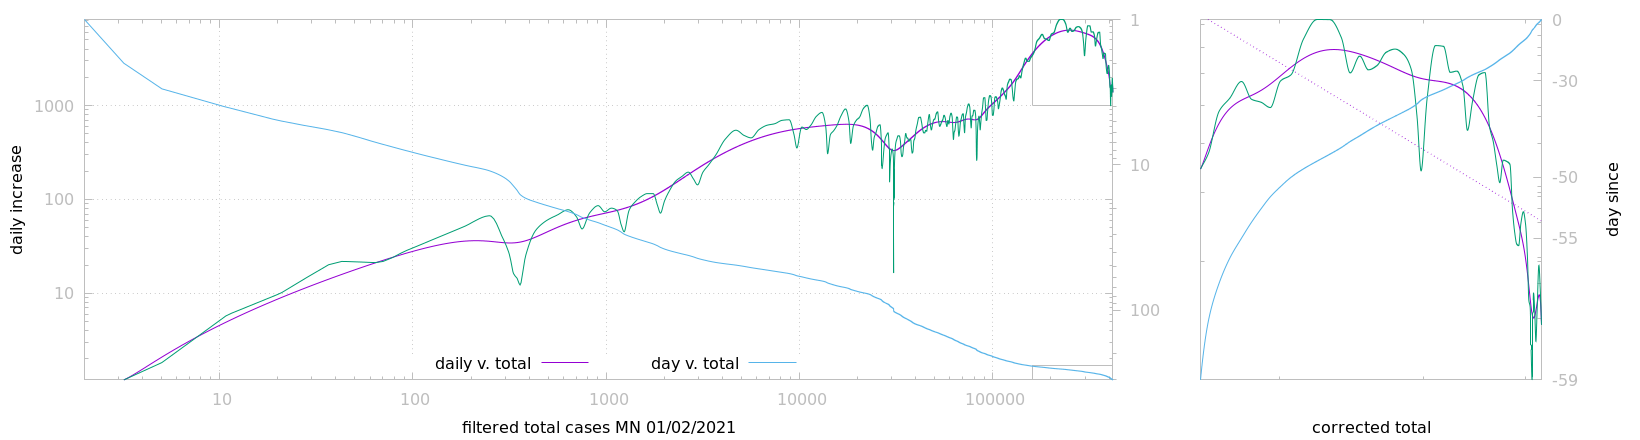 daily increase
1000
100
10
10
100
1000
10000
100000
1
10
100
daily v. total
day v. total
filtered total cases MN 01/02/2021
0
-30
-50
-55
-59
day since
corrected total